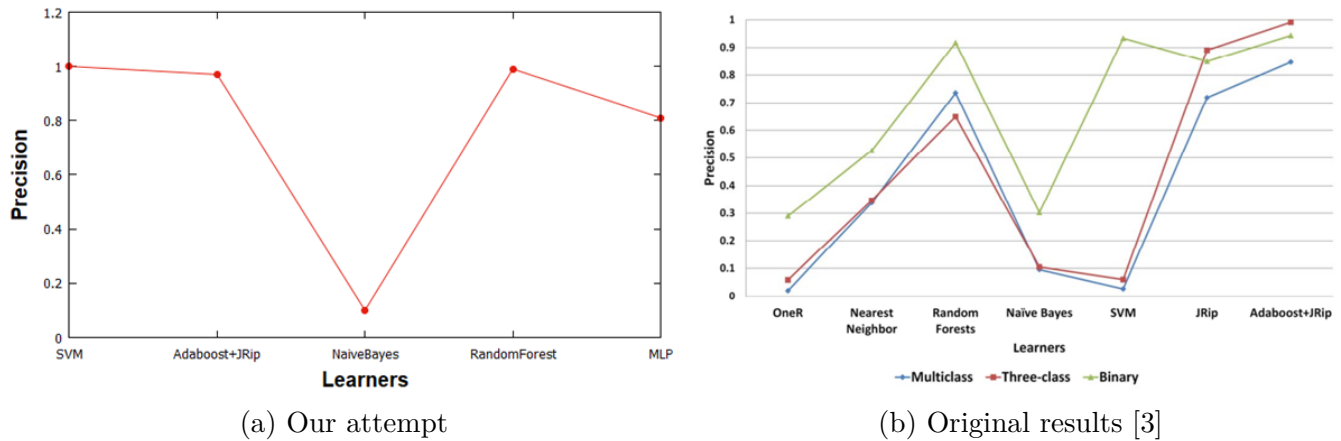 1.2
1
0.8
0.6
0.4
0.2
0
Precision
SVM Adaboost+JRip NaiveBayes RandomForest MLP
Learners
(a) Our attempt
1
0.9
0.8
0.7
0.6
0.5
0.4
0.3
0.2
0.1
0
Precision
OneR Nearest Neighbor Random Forests Naïve Bayes SVM JRip Adaboost+JRip
Learners
Multiclass Three-class Binary
(b) Original results [3]